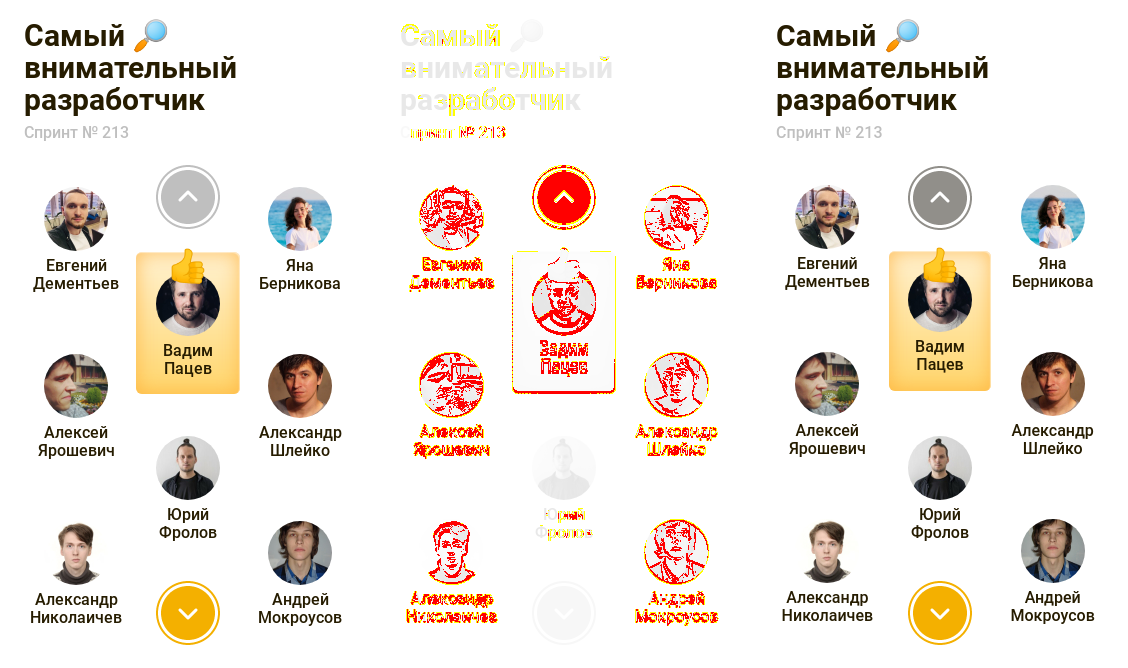 Самый
внимательный
разработчик
Спринт № 213
Евгений
Дементьев
Яна
Берникова
Вадим
Пацев
Алексей
Ярошевич
Александр
Шлейко
Юрий
Фролов
Александр
Николаичев
Андрей
Мокроусов
Самый
внимательный
разработчик
Спринт № 213
Евгений
Дементьев
Яна
Берникова
Вадим
Пацев
Алексей
Ярошевич
Александр
Шлейко
Юрий
Фролов
Александр
Николаичев
Андрей
Мокроусов
Самый
внимательный
разработчик
Спринт № 213
Евгений
Дементьев
Яна
Берникова
Вадим
Пацев
Алексей
Ярошевич
Александр
Шлейко
Юрий
Фролов
Александр
Николаичев
Андрей
Мокроусов